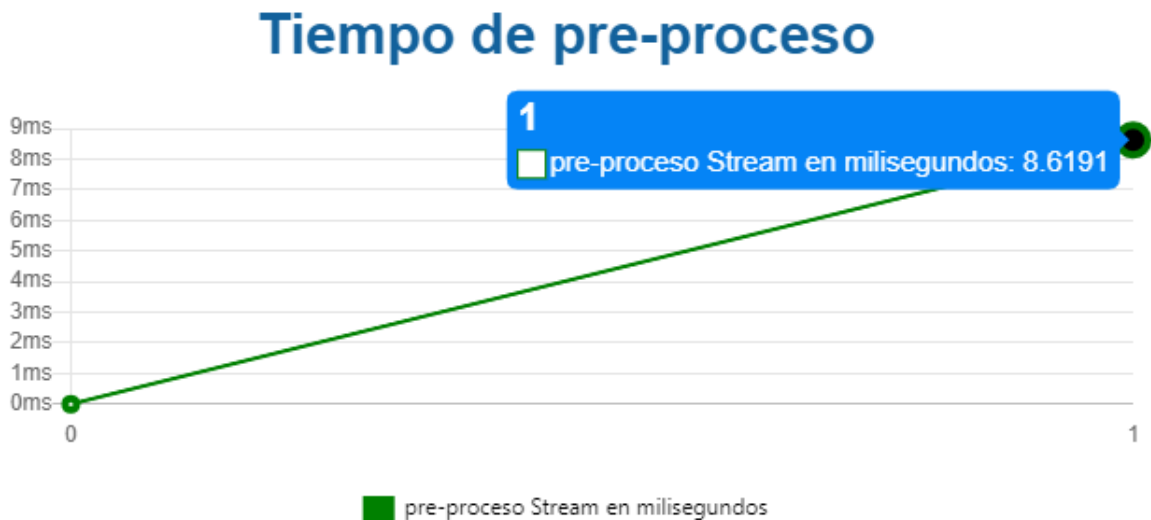 Tiempo de pre-proceso
1
pre-proceso Stream en milisegundos: 8.6191
9ms
8ms
7ms
6ms
5ms
4ms
3ms
2ms
1ms
0ms
0
1
pre-proceso Stream en milisegundos